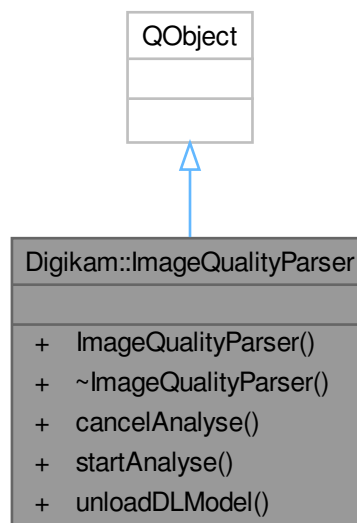 QObject
Digikam::ImageQualityParser
+ ImageQualityParser()
+ ~ImageQualityParser()
+ cancelAnalyse()
+ startAnalyse()
+ unloadDLModel()